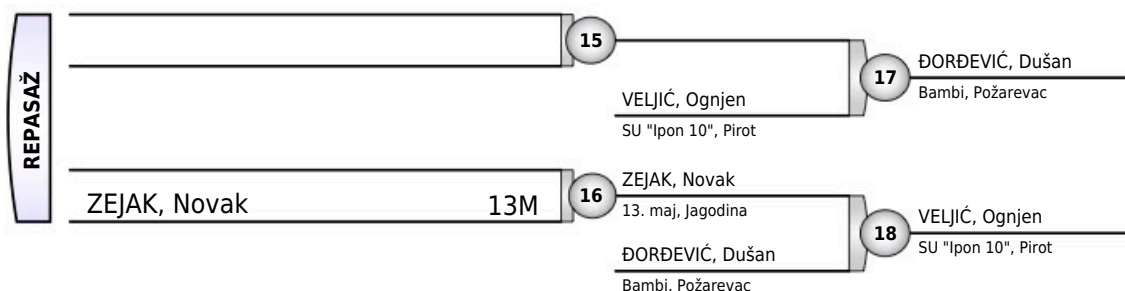 REPASAŽ
15
VELJIĆ, Ognjen
SU "Ipon 10", Pirot
17
ĐORĐEVIĆ, Dušan
Bambi, Požarevac
ZEJAK, Novak 13M
16
ZEJAK, Novak
13. maj, Jagodina
ĐORĐEVIĆ, Dušan
Bambi, Požarevac
18
VELJIĆ, Ognjen
SU "Ipon 10", Pirot